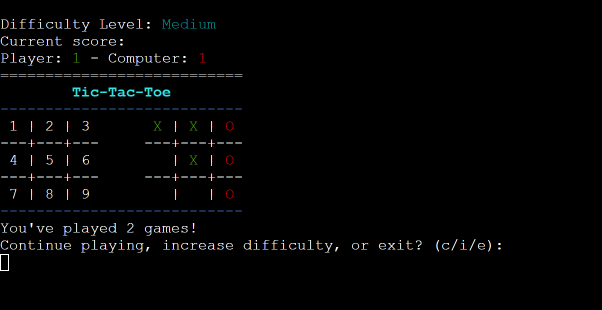 Difficulty Level: Medium
Current score:
Player: 1 - Computer: 1
===========================
Tic-Tac-Toe
---------------------------
1 | 2 | 3       X | X | O
---+---+---     ---+---+---
4 | 5 | 6         | X | O
---+---+---     ---+---+---
7 | 8 | 9         |   | O
---------------------------
You've played 2 games!
Continue playing, increase difficulty, or exit? (c/i/e):